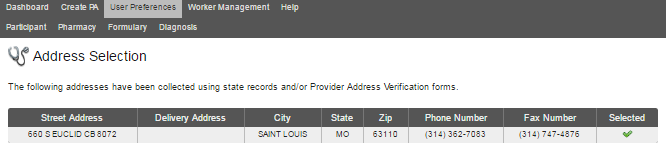 Dashboard Create PA User Preferences Worker Management Help
Participant Pharmacy Formulary Diagnosis
Address Selection
The following addresses have been collected using state records and/or Provider Address Verification forms.
Street Address Delivery Address City State Zip Phone Number Fax Number Selected
660 S EUCLID CB 8072 SAINT LOUIS MO 63110 (314) 362-7083 (314) 747-4876